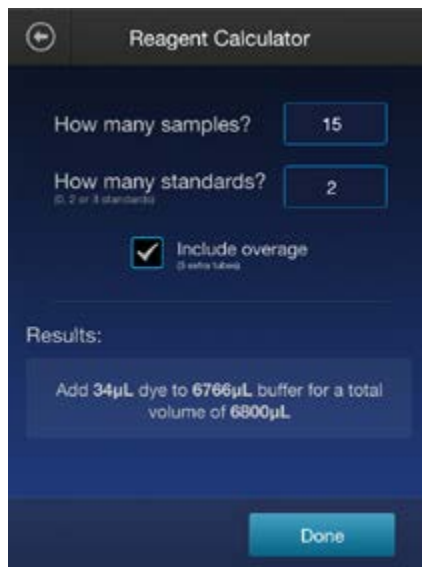 Reagent Calculator
How many samples?
15
How many standards?
2
(0, 2 or 3 standards)
Include overage
(5 extra tubes)
Results:
Add 34µL dye to 6766µL buffer for a total
volume of 6800µL
Done